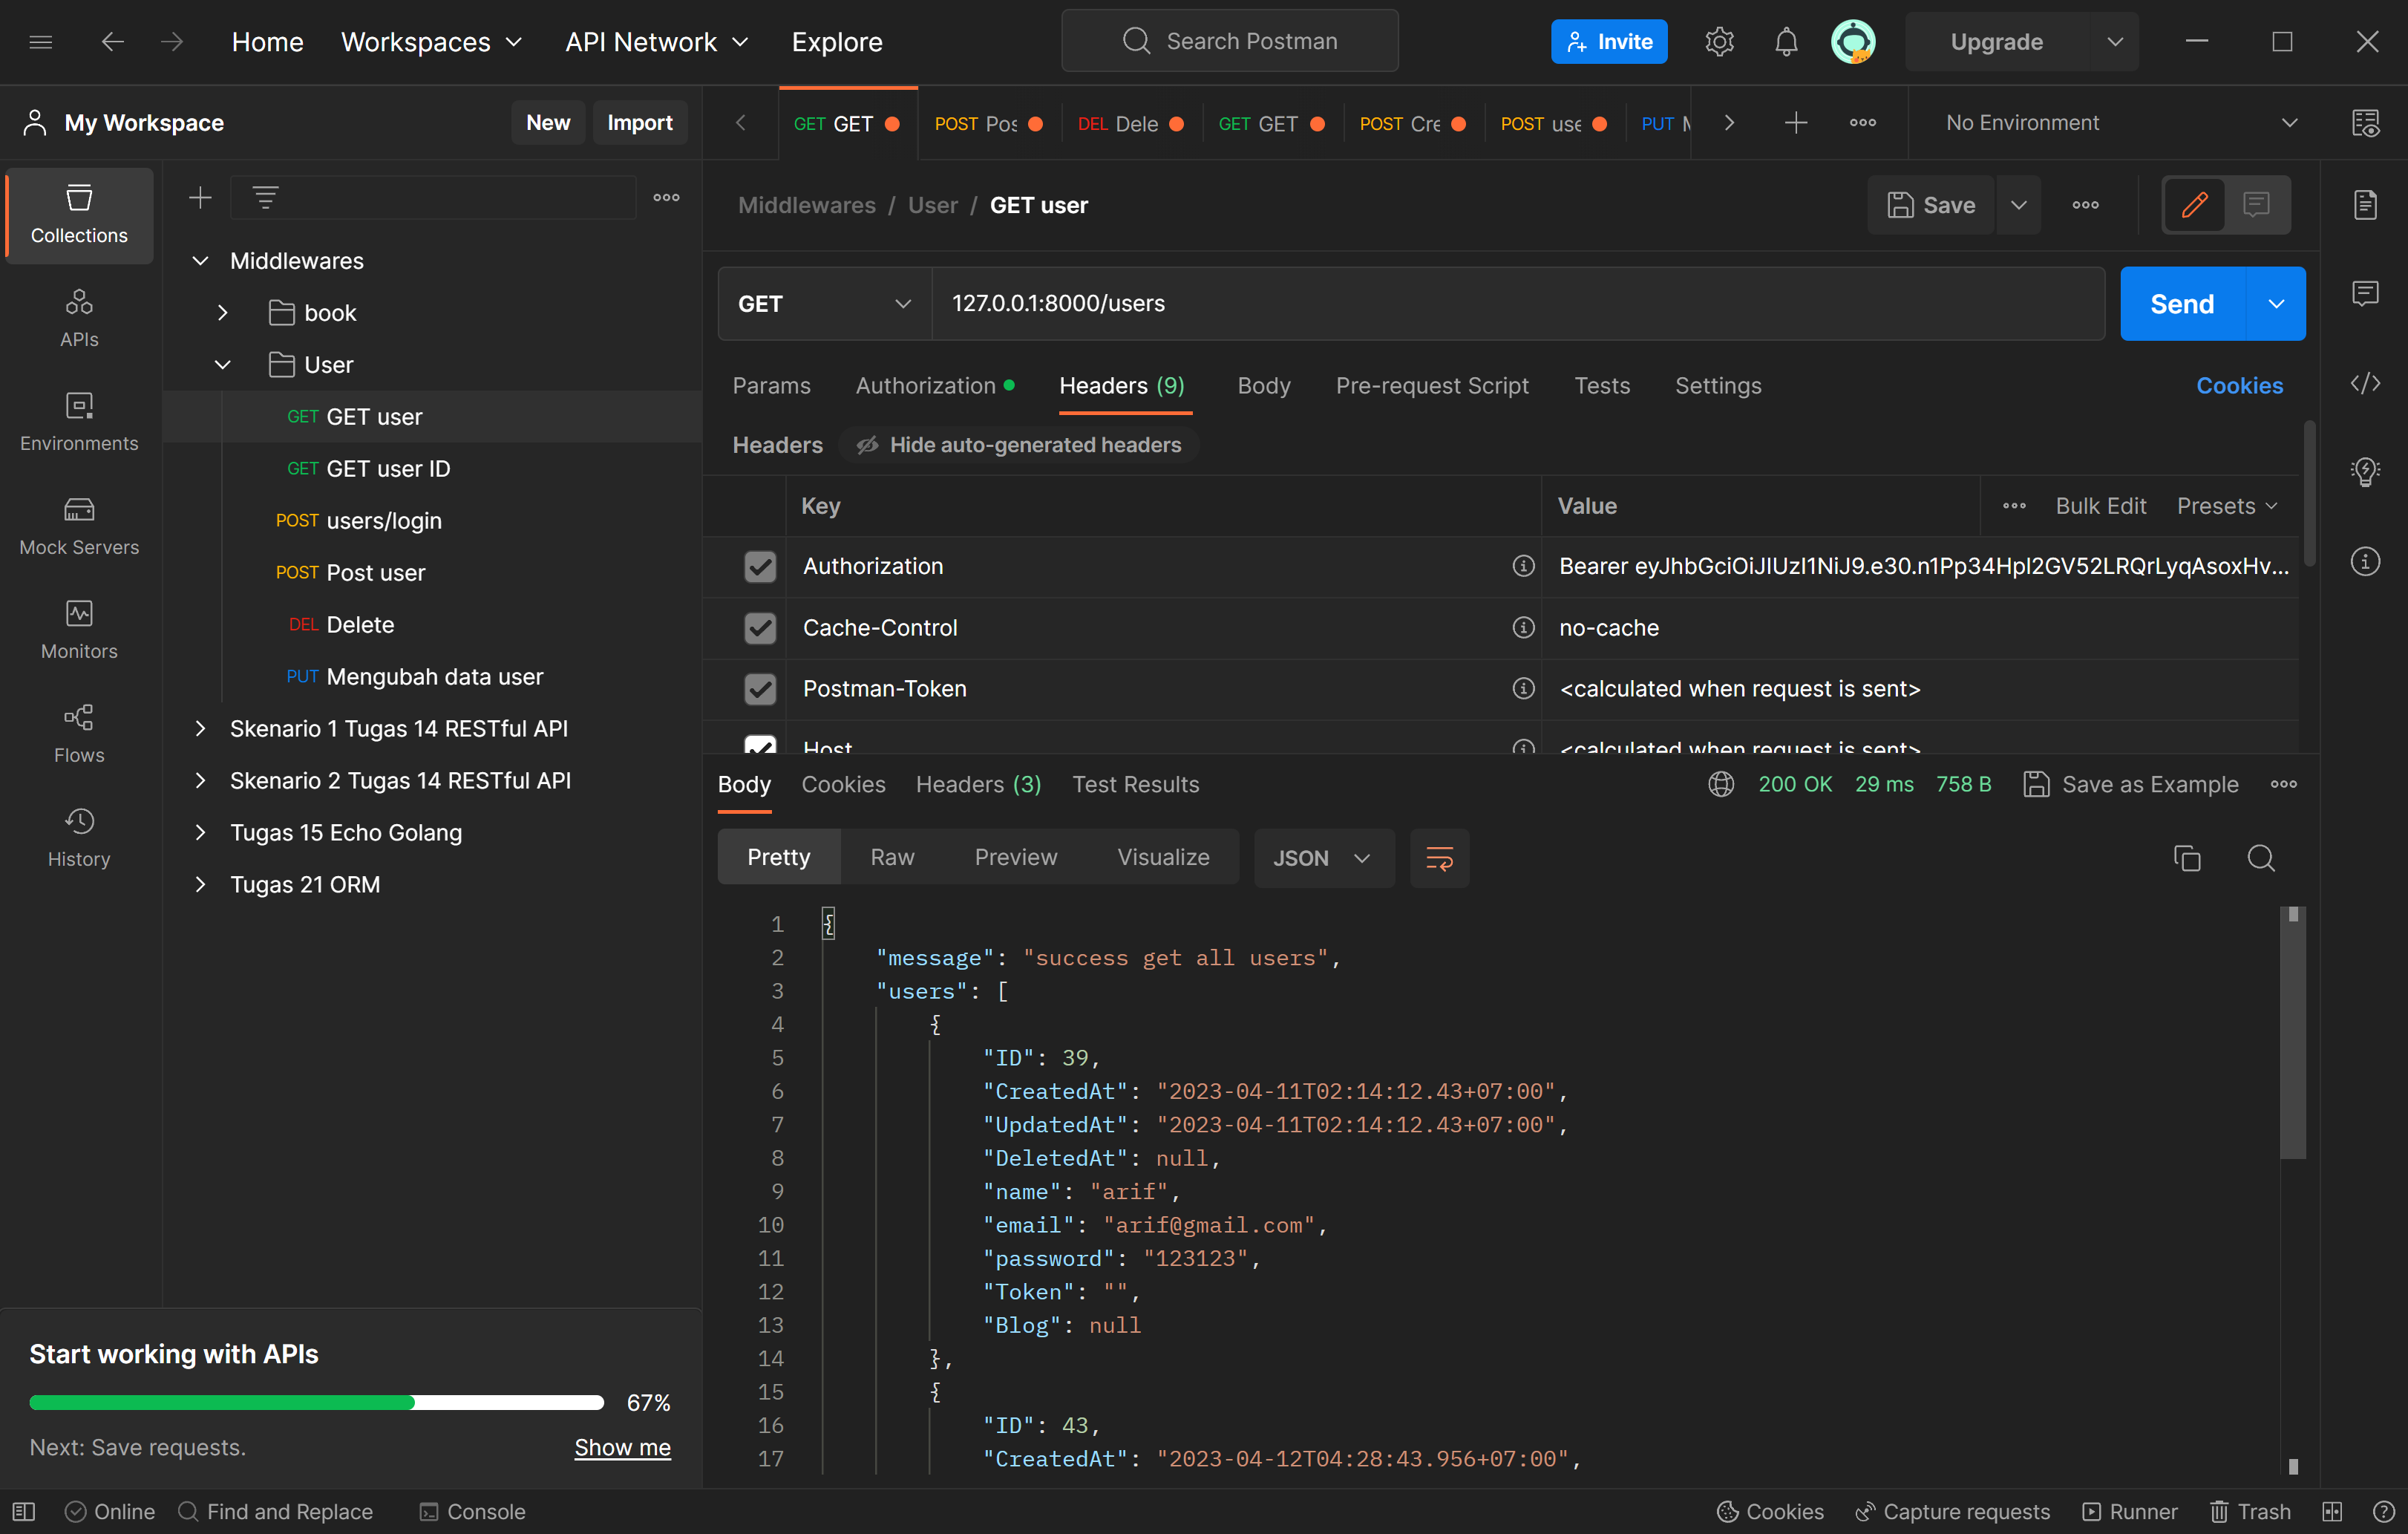 Home Workspaces API Network Explore Search Postman Invite Upgrade
My Workspace New Import
GET GET POST Pos DEL Dele GET GET POST Cre POST use PUT
No Environment
Collections
APIs
Environments
Mock Servers
Monitors
Flows
History
Middlewares
book
User
GET GET user
GET GET user ID
POST users/login
POST Post user
DEL Delete
PUT Mengubah data user
Skenario 1 Tugas 14 RESTful API
Skenario 2 Tugas 14 RESTful API
Tugas 15 Echo Golang
Tugas 21 ORM
Start working with APIs
67%
Next: Save requests. Show me
Middlewares / User / GET user Save
GET 127.0.0.1:8000/users Send
Params Authorization Headers (9) Body Pre-request Script Tests Settings Cookies
Headers Hide auto-generated headers
Key Value Bulk Edit Presets
Authorization Bearer eyJhbGciOiJIUzI1NiJ9.e30.n1Pp34HpI2GV52LRQrLyqAsoxHv...
Cache-Control no-cache
Postman-Token <calculated when request is sent>
Host <calculated when request is sent>
Body Cookies Headers (3) Test Results 200 OK 29 ms 758 B Save as Example
Pretty Raw Preview Visualize JSON
1 {
2 "message": "success get all users",
3 "users": [
4 {
5 "ID": 39,
6 "CreatedAt": "2023-04-11T02:14:12.43+07:00",
7 "UpdatedAt": "2023-04-11T02:14:12.43+07:00",
8 "DeletedAt": null,
9 "name": "arif",
10 "email": "arif@gmail.com",
11 "password": "123123",
12 "Token": "",
13 "Blog": null
14 },
15 {
16 "ID": 43,
17 "CreatedAt": "2023-04-12T04:28:43.956+07:00",
Online Find and Replace Console Cookies Capture requests Runner Trash